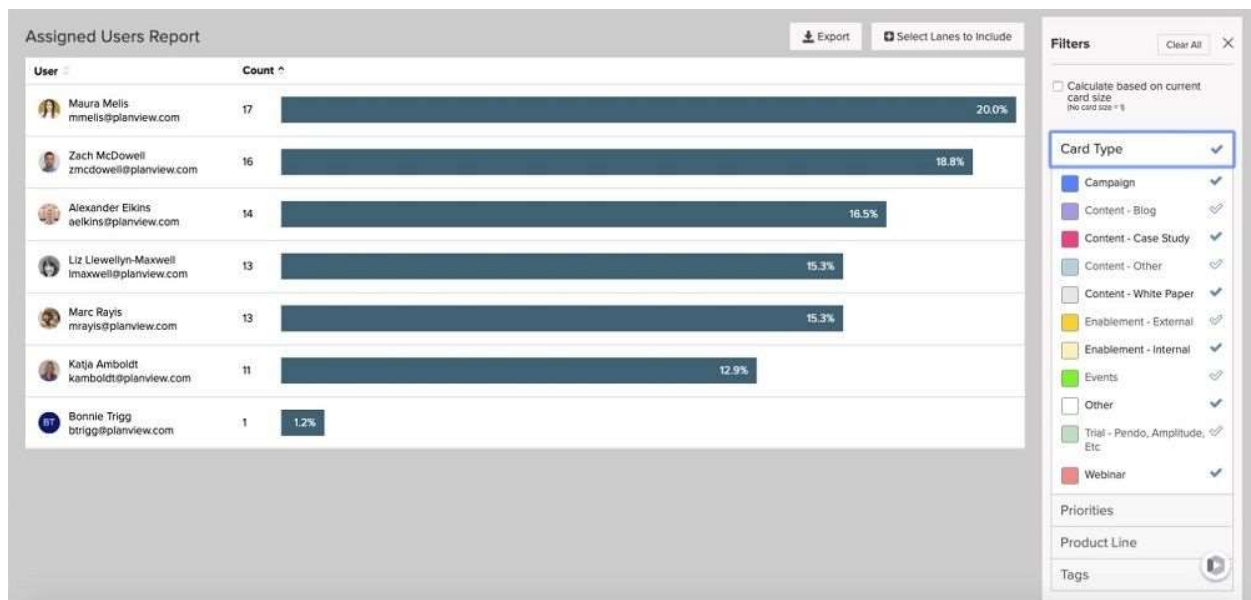 Assigned Users Report
Export
Select Lanes to Include
User
Count
Maura Melis
mmelis@planview.com
17
20.0%
Zach McDowell
zmcdowell@planview.com
16
18.8%
Alexander Elkins
aelkins@planview.com
14
16.5%
Liz Llewellyn-Maxwell
lmaxwell@planview.com
13
15.3%
Marc Rayis
mrayis@planview.com
13
15.3%
Katja Amboldt
kamboldt@planview.com
11
12.9%
BT
Bonnie Trigg
btrigg@planview.com
1
1.2%
Filters
Clear All
Calculate based on current
card size
(No card size = 1)
Card Type
Campaign
Content - Blog
Content - Case Study
Content - Other
Content - White Paper
Enablement - External
Enablement - Internal
Events
Other
Trial - Pendo, Amplitude,
Etc
Webinar
Priorities
Product Line
Tags